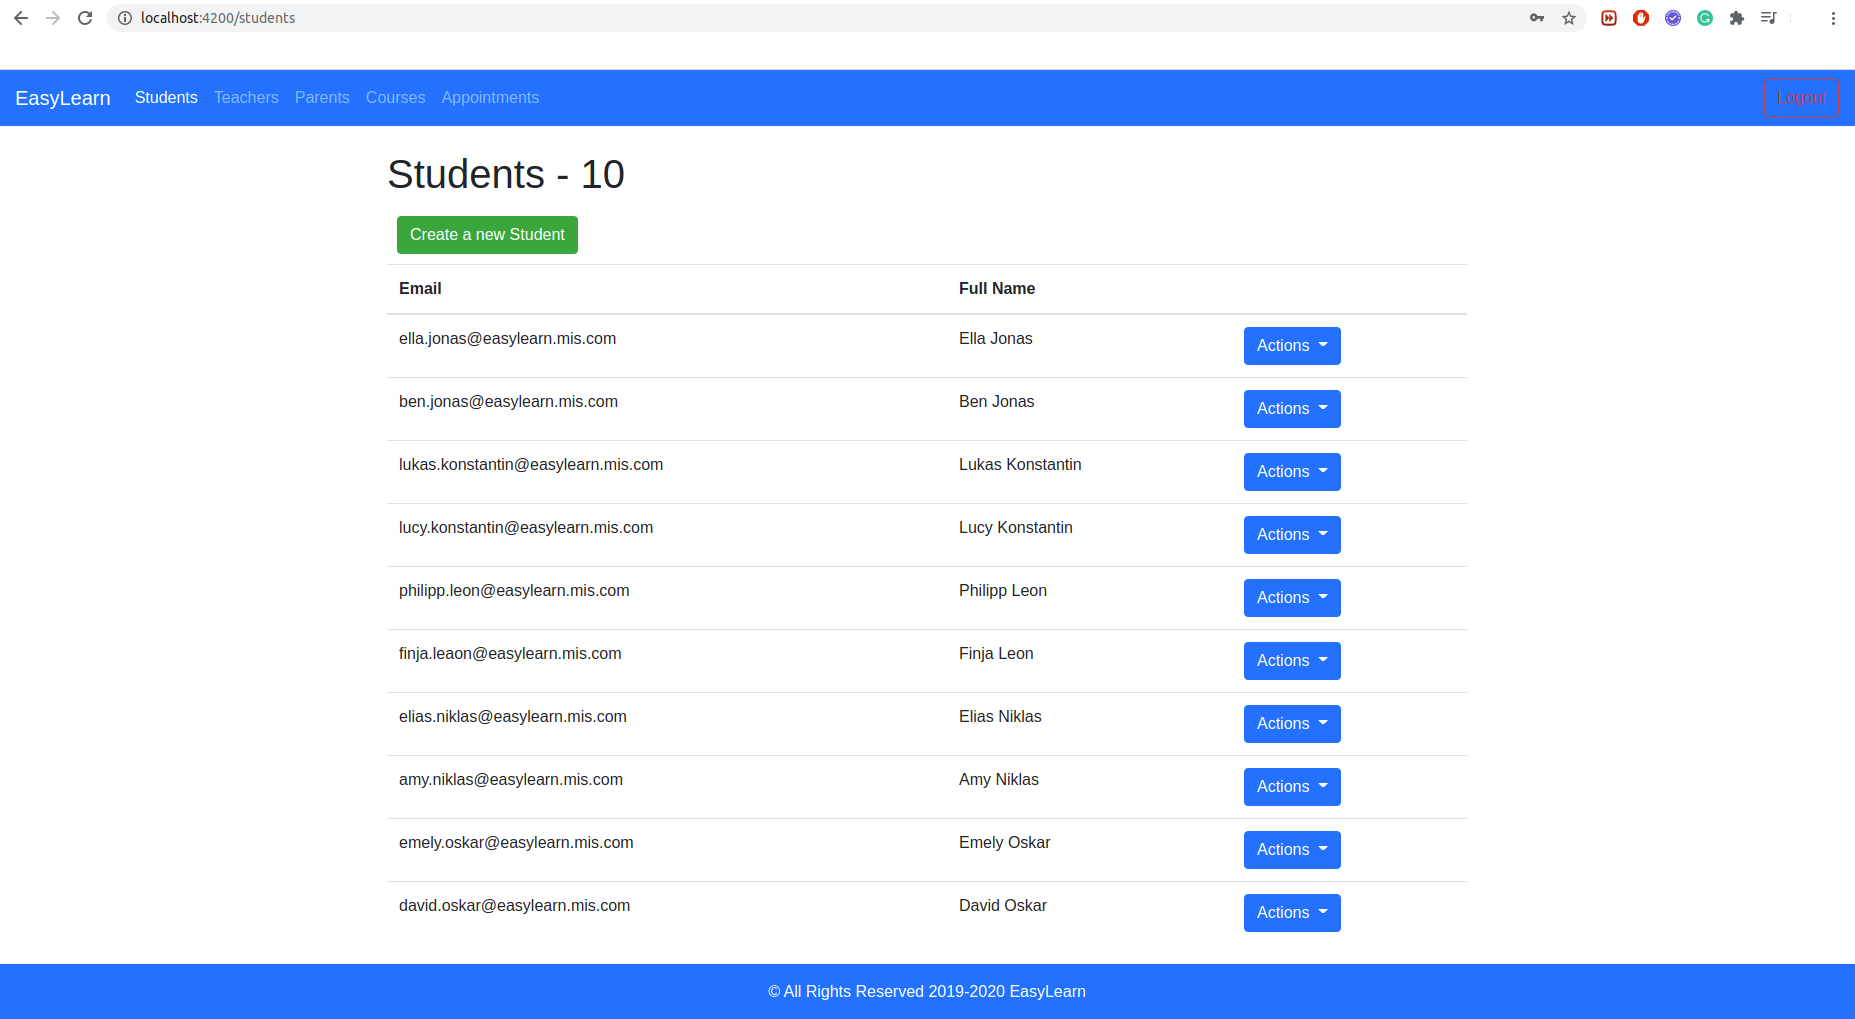 localhost:4200/students
EasyLearn Students Teachers Parents Courses Appointments Logout
Students - 10
Create a new Student
Email Full Name
ella.jonas@easylearn.mis.com Ella Jonas Actions
ben.jonas@easylearn.mis.com Ben Jonas Actions
lukas.konstantin@easylearn.mis.com Lukas Konstantin Actions
lucy.konstantin@easylearn.mis.com Lucy Konstantin Actions
philipp.leon@easylearn.mis.com Philipp Leon Actions
finja.leaon@easylearn.mis.com Finja Leon Actions
elias.niklas@easylearn.mis.com Elias Niklas Actions
amy.niklas@easylearn.mis.com Amy Niklas Actions
emely.oskar@easylearn.mis.com Emely Oskar Actions
david.oskar@easylearn.mis.com David Oskar Actions
© All Rights Reserved 2019-2020 EasyLearn